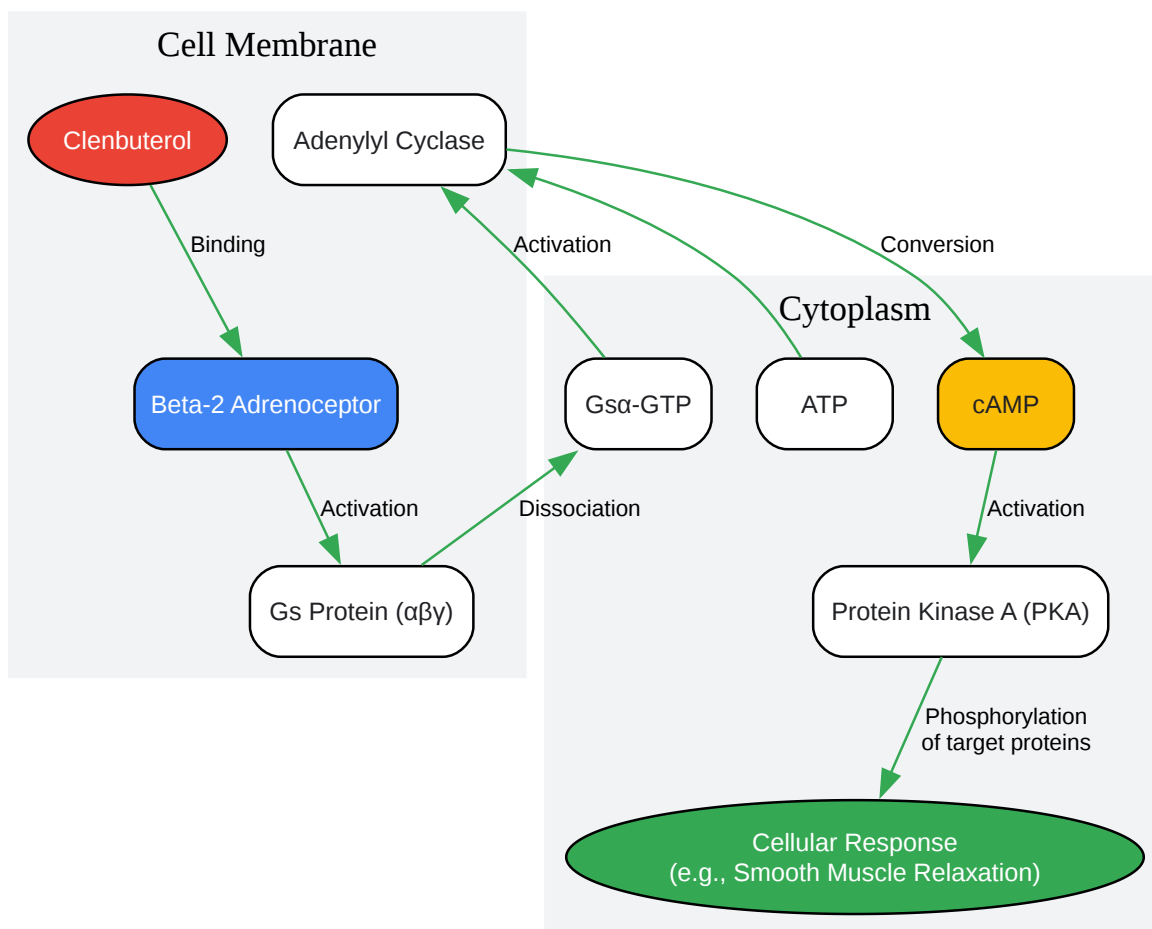 Cell Membrane
Clenbuterol
Adenylyl Cyclase
Binding
Activation
Conversion
Cytoplasm
Beta-2 Adrenoceptor
Gsα-GTP
ATP
cAMP
Activation
Dissociation
Activation
Gs Protein (αβγ)
Protein Kinase A (PKA)
Phosphorylation
of target proteins
Cellular Response
(e.g., Smooth Muscle Relaxation)